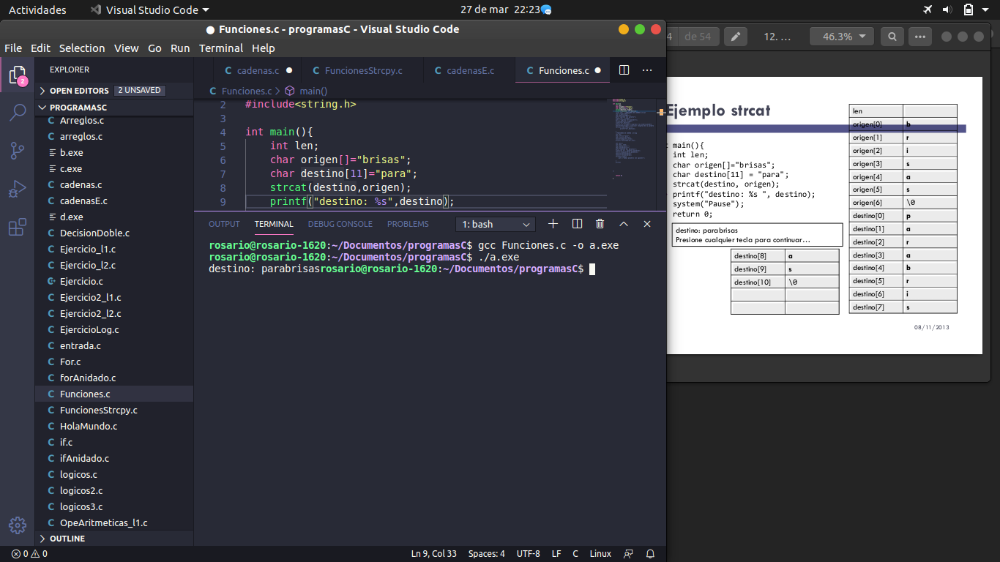 Actividades
Visual Studio Code
27 de mar 22:23
Funciones.c - programasC - Visual Studio Code
File Edit Selection View Go Run Terminal Help
EXPLORER
OPEN EDITORS 2 UNSAVED
PROGRAMASC
Arreglos.c
arreglos.c
b.exe
c.exe
cadenas.c
cadenasE.c
d.exe
DecisionDoble.c
Ejercicio_l1.c
Ejercicio_l2.c
Ejercicio.c
Ejercicio2_l1.c
Ejercicio2_l2.c
EjercicioLog.c
entrada.c
For.c
forAnidado.c
Funciones.c
FuncionesStrcpy.c
HolaMundo.c
if.c
ifAnidado.c
logicos.c
logicos2.c
logicos3.c
OpeAritmeticas_l1.c
OUTLINE
2
C cadenas.c
C FuncionesStrcpy.c
C cadenasE.c
C Funciones.c
C Funciones.c > main()
2 #include<string.h>
3
4 int main(){
5 int len;
6 char origen[]="brisas";
7 char destino[11]="para";
8 strcat(destino,origen);
9 printf("destino: %s",destino);
OUTPUT TERMINAL DEBUG CONSOLE PROBLEMS 1: bash
rosario@rosario-1620:~/Documentos/programasC$ gcc Funciones.c -o a.exe
rosario@rosario-1620:~/Documentos/programasC$ ./a.exe
destino: parabrisasrosario@rosario-1620:~/Documentos/programasC$
0 0
Ln 9, Col 33 Spaces: 4 UTF-8 LF C Linux
4 de 54 12. ... 46.3%
Ejemplo strcat
main(){
int len;
char origen[]="brisas";
char destino[11] = "para";
strcat(destino, origen);
printf("destino: %s ", destino);
system("Pause");
return 0;
destino: parabrisas
Presione cualquier tecla para continuar...
destino[8] a
destino[9] s
destino[10] \0
len
origen[0] b
origen[1] r
origen[2] i
origen[3] s
origen[4] a
origen[5] s
origen[6] \0
destino[0] p
destino[1] a
destino[2] r
destino[3] a
destino[4] b
destino[5] r
destino[6] i
destino[7] s
08/11/2013